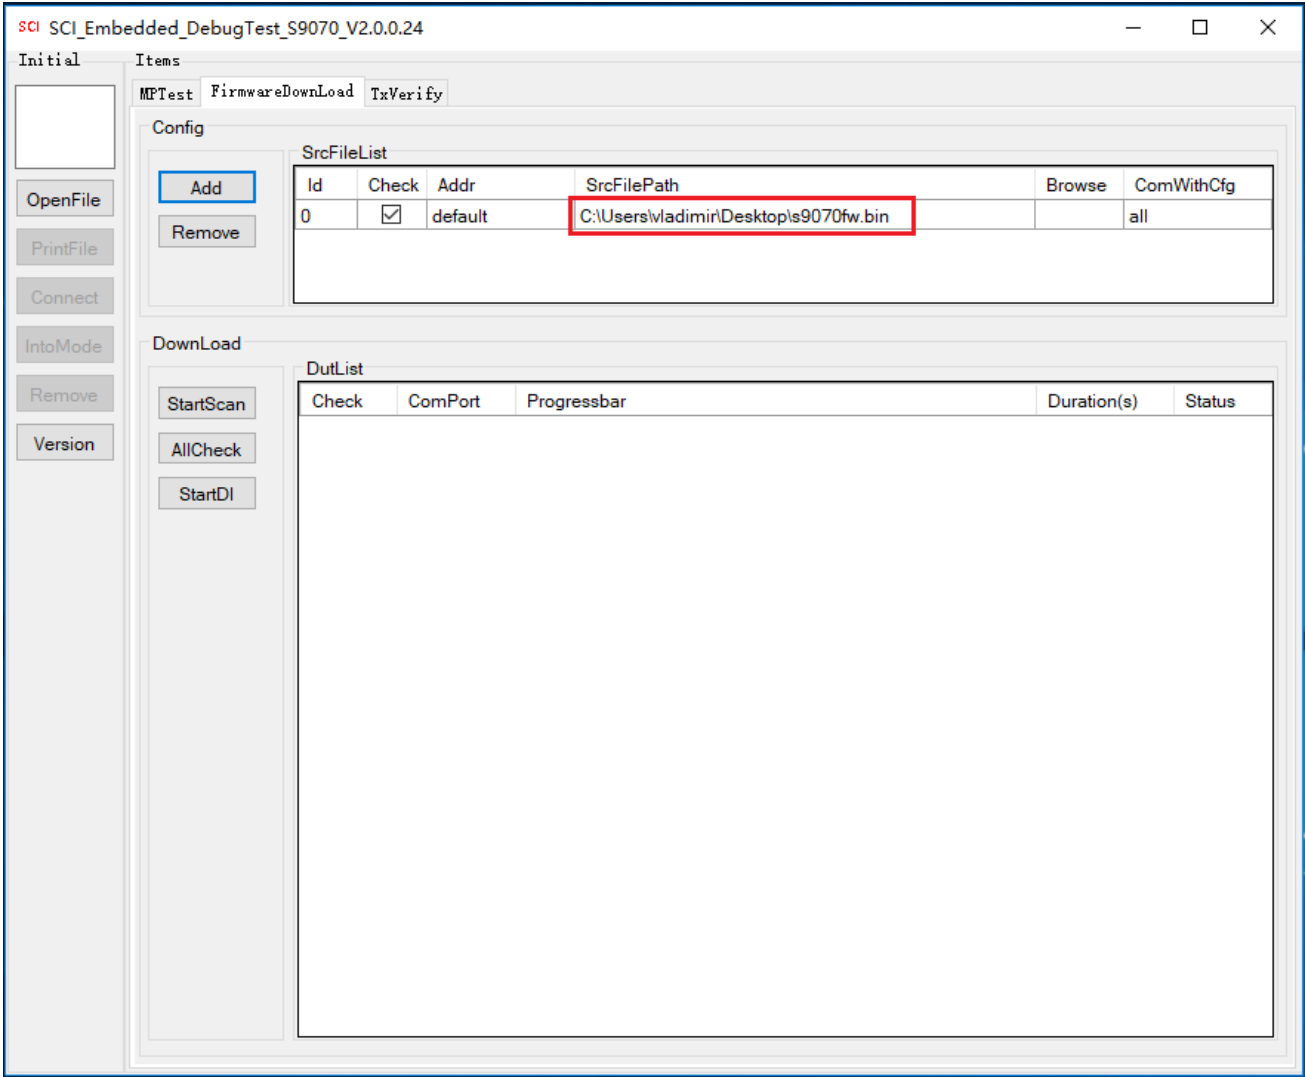 SCI SCI_Embedded_DebugTest_S9070_V2.0.0.24
Initial
Items
MPTest FirmwareDownLoad TxVerify
Config
SrcFileList
Add
Remove
Id Check Addr SrcFilePath Browse ComWithCfg
0 default C:\Users\vladimir\Desktop\s9070fw.bin all
OpenFile
PrintFile
Connect
IntoMode
Remove
Version
DownLoad
DutList
StartScan
AllCheck
StartDl
Check ComPort Progressbar Duration(s) Status